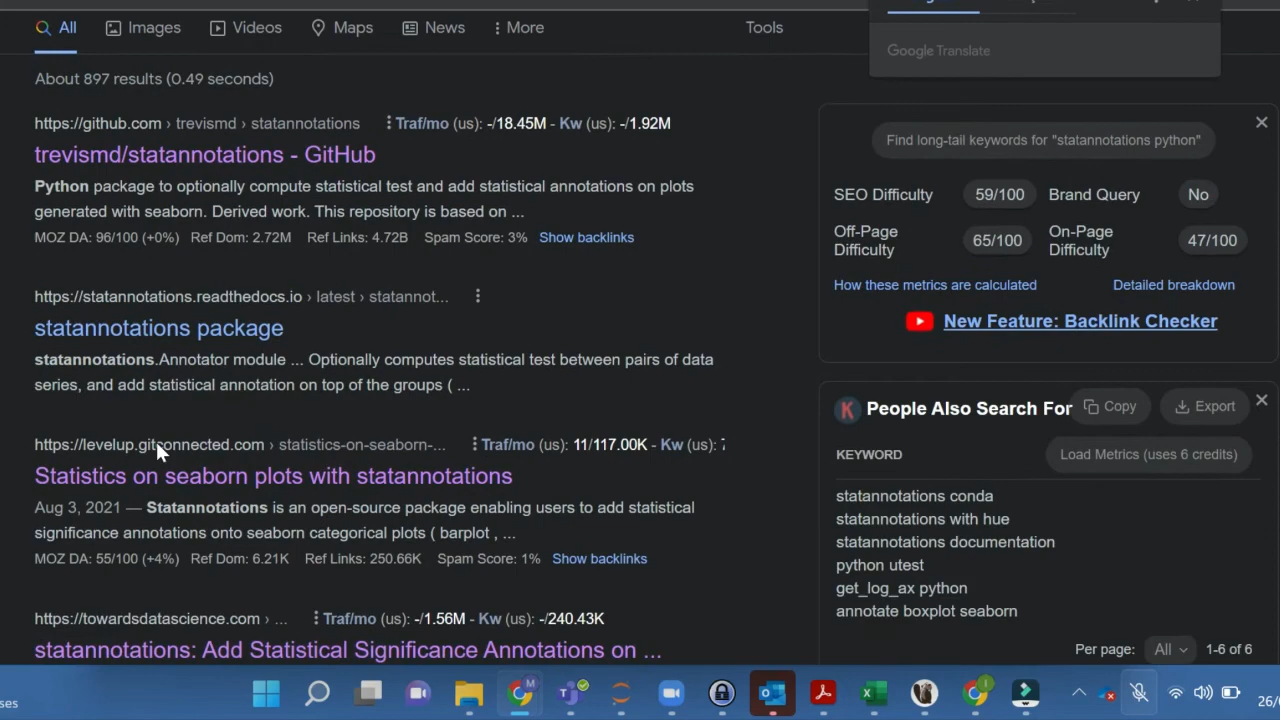 All
Images
Videos
Maps
News
More
Tools
Google Translate
About 897 results (0.49 seconds)
https://github.com › trevismd › statannotations
Traf/mo (us): -/18.45M - Kw (us): -/1.92M
trevismd/statannotations - GitHub
Python package to optionally compute statistical test and add statistical annotations on plots
generated with seaborn. Derived work. This repository is based on ...
MOZ DA: 96/100 (+0%) Ref Dom: 2.72M Ref Links: 4.72B Spam Score: 3% Show backlinks
https://statannotations.readthedocs.io › latest › statannot...
statannotations package
statannotations.Annotator module ... Optionally computes statistical test between pairs of data
series, and add statistical annotation on top of the groups ( ...
https://levelup.gitconnected.com › statistics-on-seaborn-...
Traf/mo (us): 11/117.00K - Kw (us):
Statistics on seaborn plots with statannotations
Aug 3, 2021 — Statannotations is an open-source package enabling users to add statistical
significance annotations onto seaborn categorical plots ( barplot , ...
MOZ DA: 55/100 (+4%) Ref Dom: 6.21K Ref Links: 250.66K Spam Score: 1% Show backlinks
https://towardsdatascience.com › ...
Traf/mo (us): -/1.56M - Kw (us): -/240.43K
statannotations: Add Statistical Significance Annotations on ...
Find long-tail keywords for "statannotations python"
SEO Difficulty 59/100 Brand Query No
Off-Page Difficulty 65/100 On-Page Difficulty 47/100
How these metrics are calculated
Detailed breakdown
New Feature: Backlink Checker
K People Also Search For
Copy
Export
KEYWORD
Load Metrics (uses 6 credits)
statannotations conda
statannotations with hue
statannotations documentation
python utest
get_log_ax python
annotate boxplot seaborn
Per page: All 1-6 of 6
26/